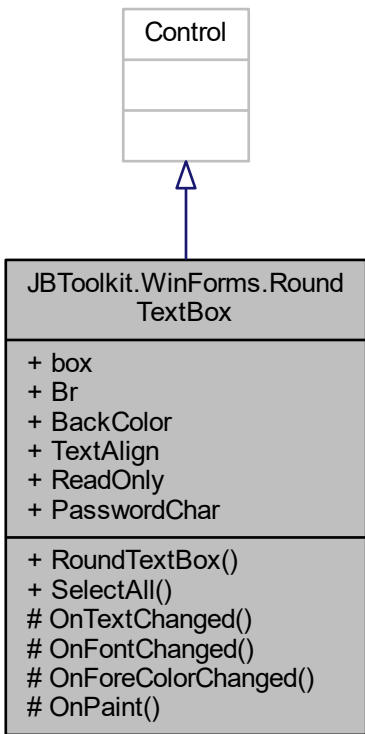 Control
JBToolkit.WinForms.Round
TextBox
+ box
+ Br
+ BackColor
+ TextAlign
+ ReadOnly
+ PasswordChar
+ RoundTextBox()
+ SelectAll()
# OnTextChanged()
# OnFontChanged()
# OnForeColorChanged()
# OnPaint()